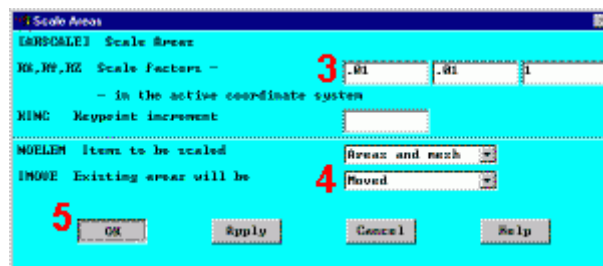 Scale Areas
[ARSCALE] Scale Areas
RX,RY,RZ Scale Factors -
3 .01 .01 1
- in the active coordinate system
KINC Keypoint increment
NOELEM Items to be scaled Areas and mesh
IMOVE Existing areas will be 4 Moved
5 OK Apply Cancel Help